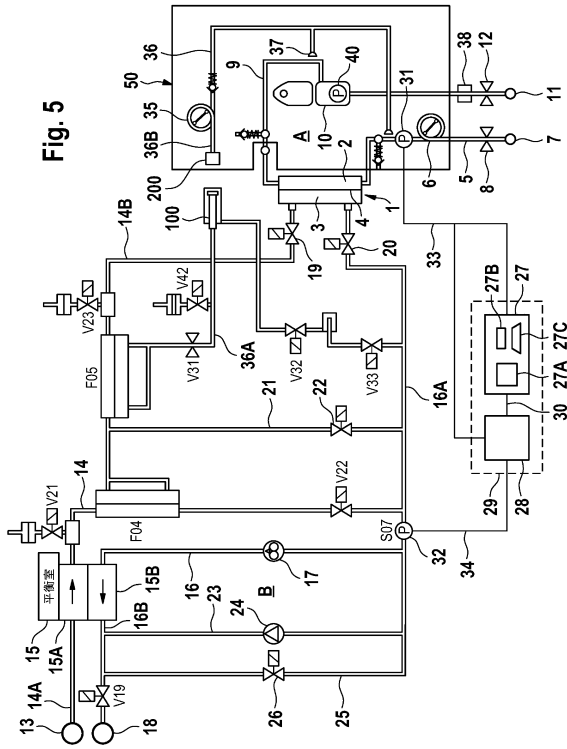 Fig. 5
50
36
9
37
40
31
38
12
35
36B
200
A
10
11
7
8
5
6
2
4
3
1
14B
100
19
20
33
V23
V42
F05
V31
36A
V32
V33
16A
27B
27
27A
27C
30
29
28
21
22
14
V21
F04
V22
S07
P
P
P
32
34
平衡室
15
15A
15B
16
17
16B
23
24
B
14A
13
18
V19
26
25